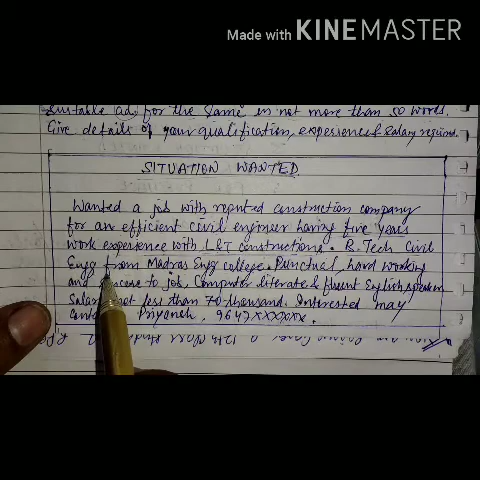 Made with KINEMASTER
Suitable ad. for the same in not more than 50 words.
Give details of your qualification, experience & salary required.
SITUATION WANTED
Wanted a job with reputed construction company
for an efficient civil engineer having five years
work experience with L&T constructions. B.Tech Civil
Engg from Madras Engg college. Punctual, hard working
and to job, Computer literate & fluent English speaker
Salary not less than 70 thousand. Interested may
Priyansh, 9647xxxxxx.